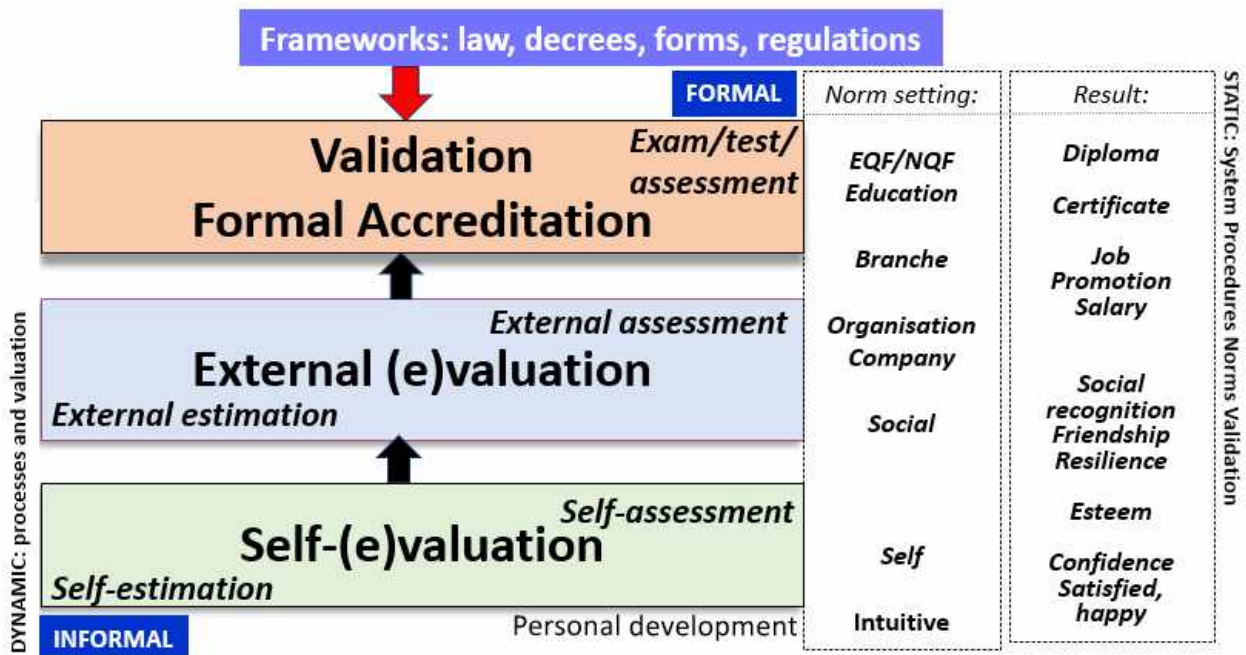 Frameworks: law, decrees, forms, regulations
FORMAL
Validation
Exam/test/
assessment
Formal Accreditation
External assessment
External (e)valuation
External estimation
Self-assessment
Self-(e)valuation
Self-estimation
INFORMAL
Personal development
DYNAMIC: processes and valuation
Norm setting:
EQF/NQF
Education
Branche
Organisation
Company
Social
Self
Intuitive
Result:
Diploma
Certificate
Job
Promotion
Salary
Social
recognition
Friendship
Resilience
Esteem
Confidence
Satisfied,
happy
STATIC: System Procedures Norms Validation